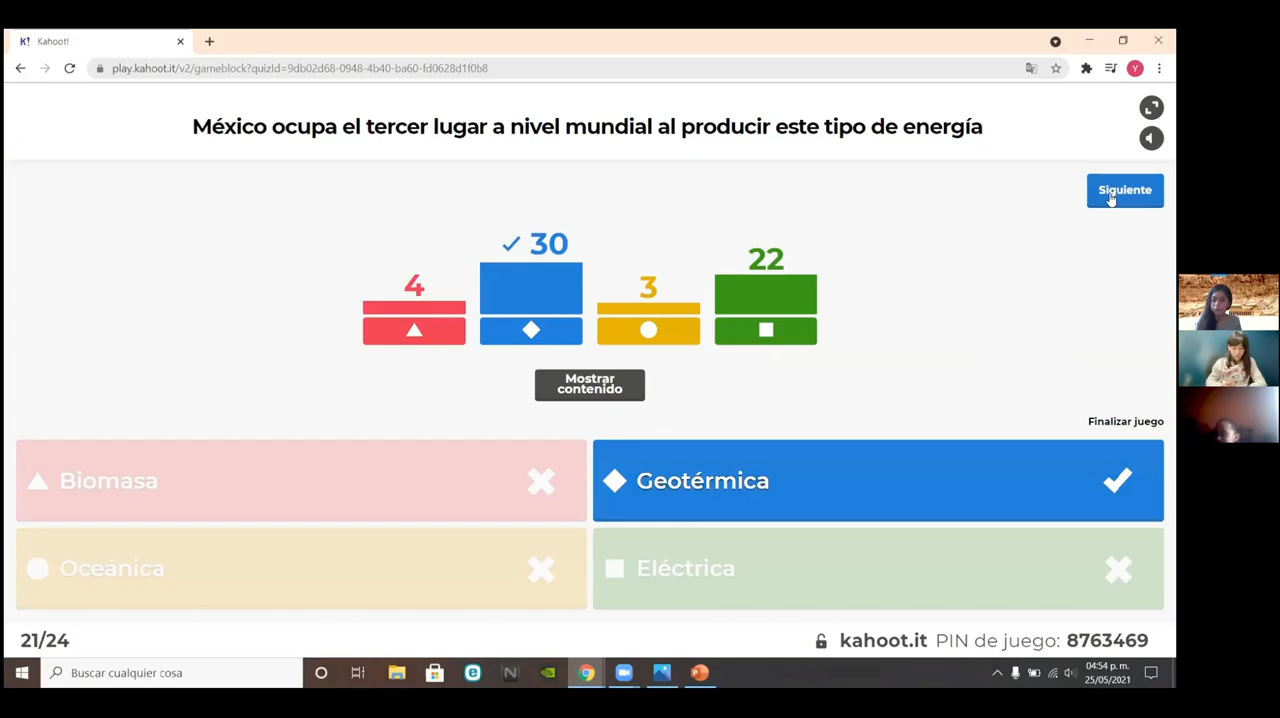 K! Kahoot!
play.kahoot.it/v2/gameblock?quizId=9db02d68-0948-4b40-ba60-fd0628d1f0b8
Y
México ocupa el tercer lugar a nivel mundial al producir este tipo de energía
Siguiente
4
30
3
22
Mostrar
contenido
Finalizar juego
Biomasa
Geotérmica
Oceánica
Eléctrica
21/24
kahoot.it PIN de juego: 8763469
Buscar cualquier cosa
04:54 p. m.
25/05/2021